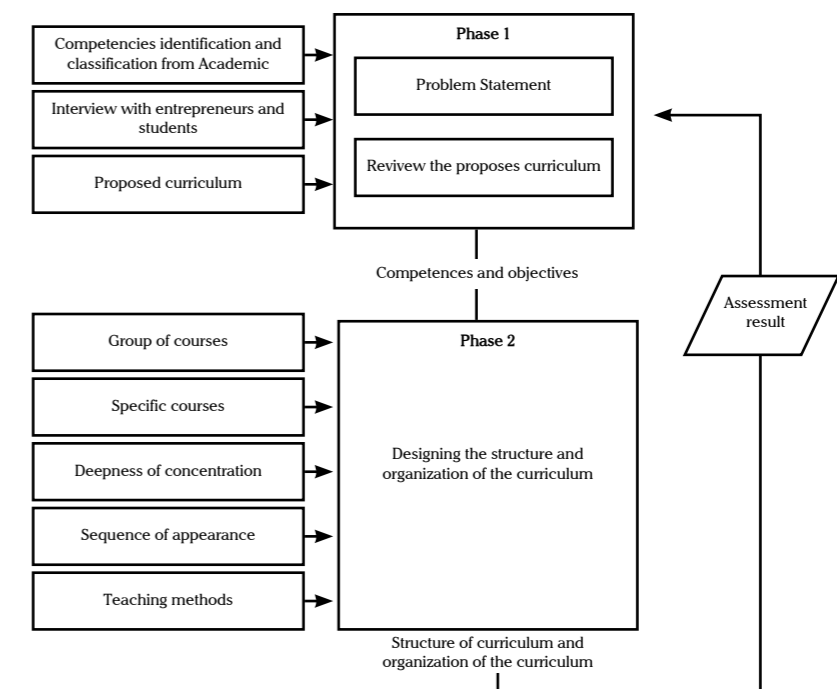 Competencies identification and
classification from Academic
Interview with entrepreneurs and
students
Proposed curriculum
Phase 1
Problem Statement
Revivew the proposes curriculum
Competences and objectives
Assessment
result
Group of courses
Specific courses
Deepness of concentration
Sequence of appearance
Teaching methods
Phase 2
Designing the structure and
organization of the curriculum
Structure of curriculum and
organization of the curriculum